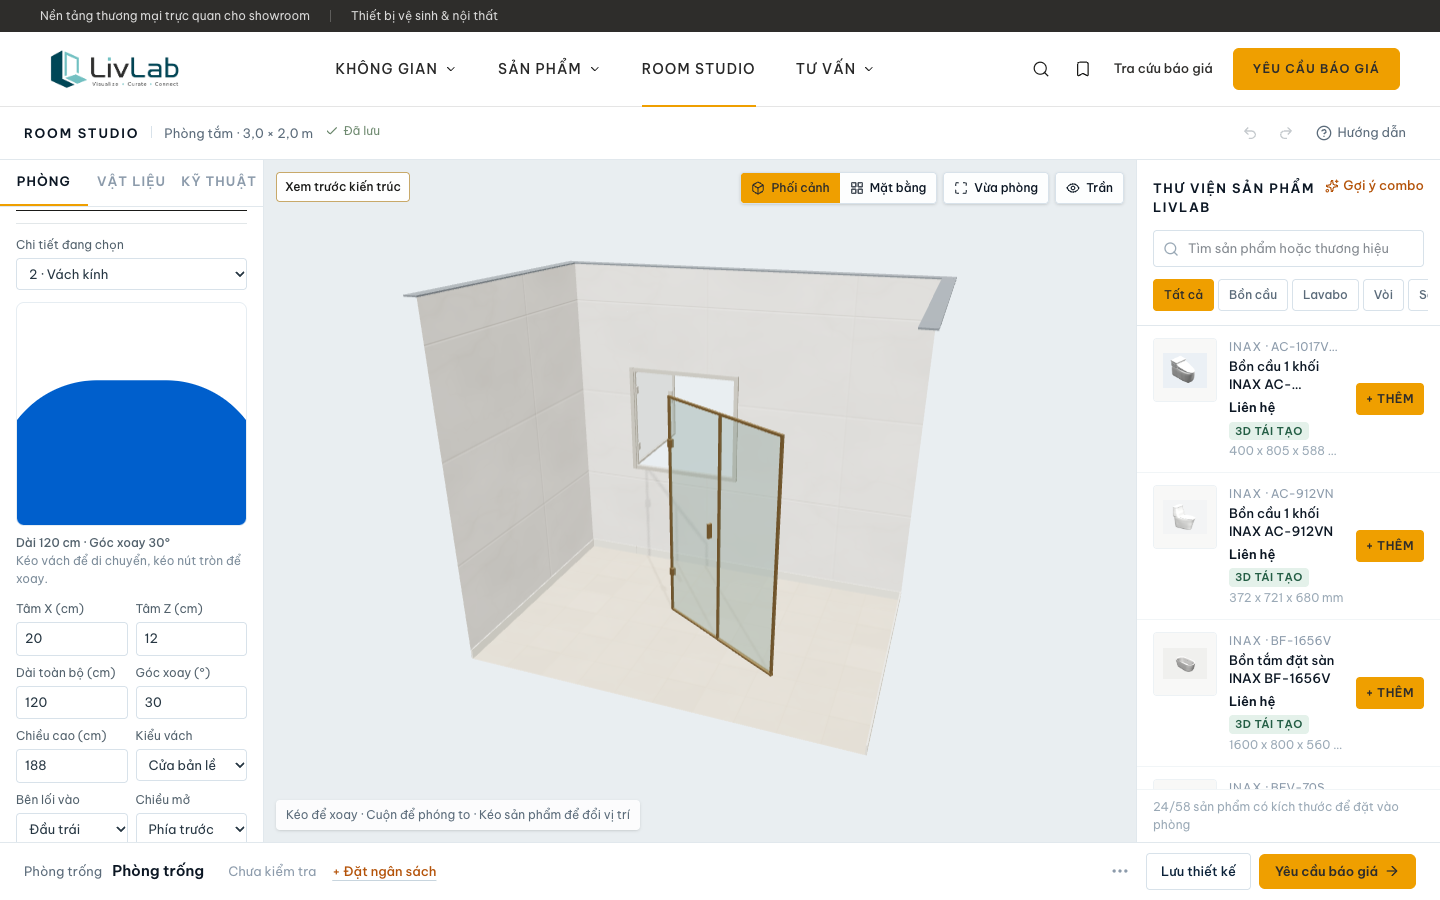 Nền tảng thương mại trực quan cho showroom
Thiết bị vệ sinh & nội thất
LivLab
Visualize • Curate • Connect
KHÔNG GIAN
SẢN PHẨM
ROOM STUDIO
TƯ VẤN
Tra cứu báo giá
YÊU CẦU BÁO GIÁ
ROOM STUDIO
Phòng tắm · 3,0 × 2,0 m
Đã lưu
Hướng dẫn
PHÒNG
VẬT LIỆU
KỸ THUẬT
Chi tiết đang chọn
2 · Vách kính
Dài 120 cm · Góc xoay 30°
Kéo vách để di chuyển, kéo nút tròn để
xoay.
Tâm X (cm)
Tâm Z (cm)
20
12
Dài toàn bộ (cm)
Góc xoay (°)
120
30
Chiều cao (cm)
Kiểu vách
188
Cửa bản lề
Bên lối vào
Chiều mở
Đầu trái
Phía trước
Xem trước kiến trúc
Phối cảnh
Mặt bằng
Vừa phòng
Trần
Kéo để xoay · Cuộn để phóng to · Kéo sản phẩm để đổi vị trí
THƯ VIỆN SẢN PHẨM
LIVLAB
Gợi ý combo
Tìm sản phẩm hoặc thương hiệu
Tất cả
Bồn cầu
Lavabo
Vòi
INAX · AC-1017V...
Bồn cầu 1 khối
INAX AC-...
Liên hệ
3D TÁI TẠO
400 x 805 x 588 ...
+ THÊM
INAX · AC-912VN
Bồn cầu 1 khối
INAX AC-912VN
Liên hệ
3D TÁI TẠO
372 x 721 x 680 mm
+ THÊM
INAX · BF-1656V
Bồn tắm đặt sàn
INAX BF-1656V
Liên hệ
3D TÁI TẠO
1600 x 800 x 560 ...
+ THÊM
INAX · BFV-70S
24/58 sản phẩm có kích thước để đặt vào
phòng
Phòng trống
Phòng trống
Chưa kiểm tra
+ Đặt ngân sách
Lưu thiết kế
Yêu cầu báo giá